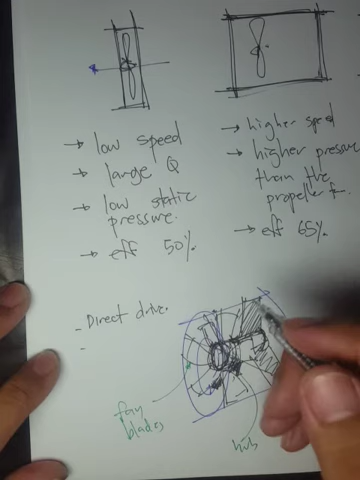 → low speed
→ large Q
→ low static
pressure.
→ eff 50%.
→ higher speed
→ higher pressure
than the
propeller fan.
→ eff 65%.
- Direct drive.
-
fan
blades
hub